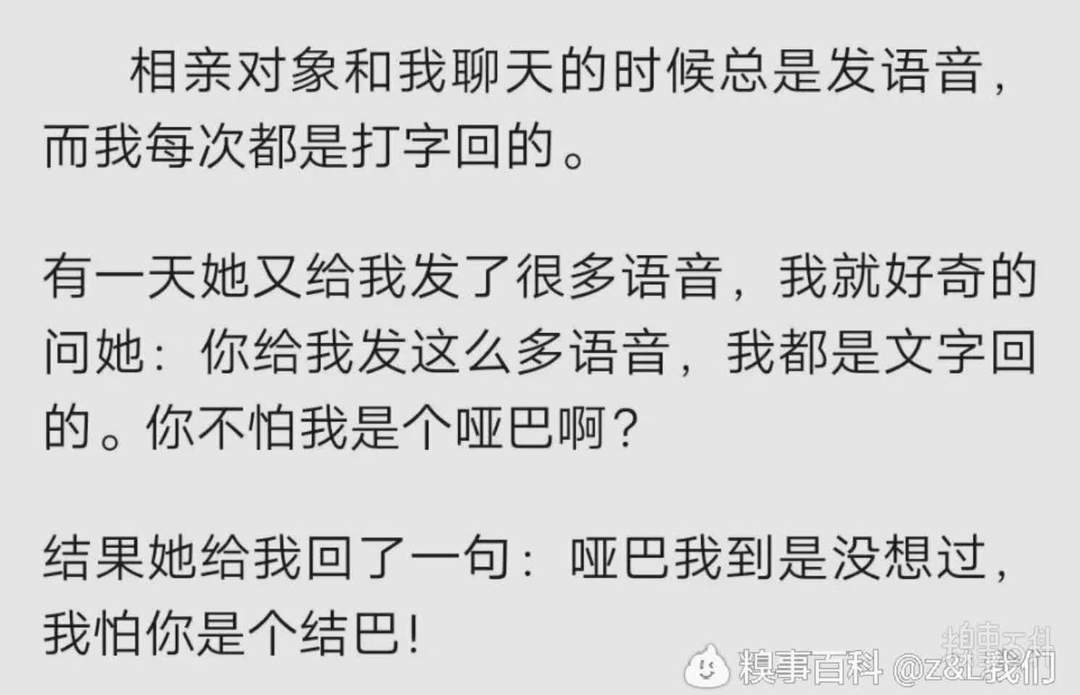 相亲对象和我聊天的时候总是发语音,
而我每次都是打字回的。
有一天她又给我发了很多语音,我就好奇的
问她:你给我发这么多语音,我都是文字回
的。你不怕我是个哑巴啊?
结果她给我回了一句:哑巴我到是没想过,
我怕你是个结巴!
糗事百科
糗事百科 @z&L我们